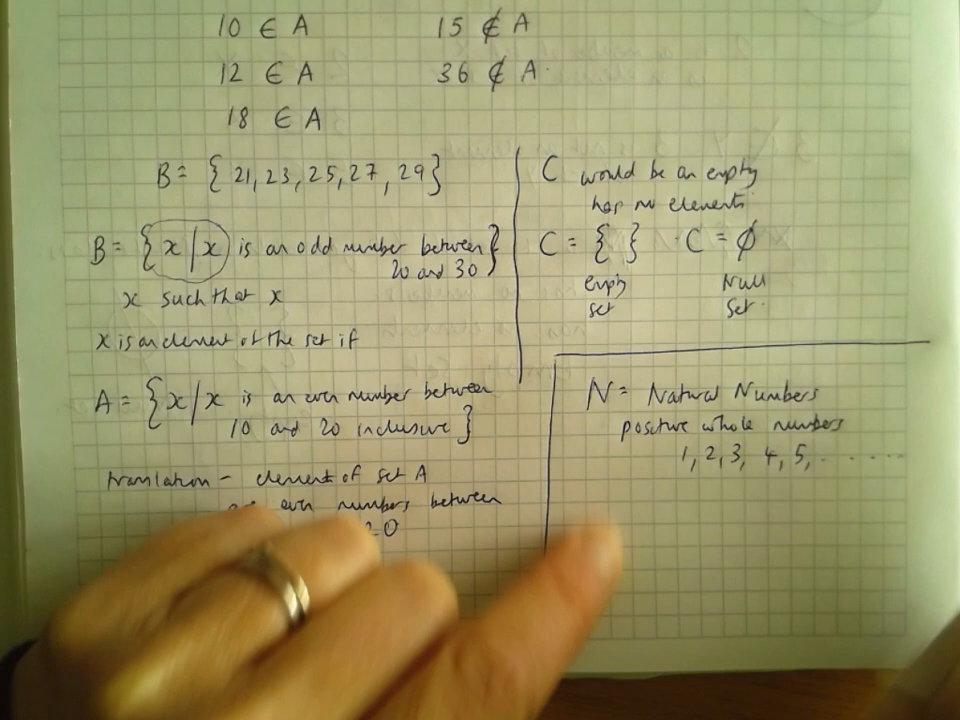 10 ∈ A 15 ∉ A
12 ∈ A 36 ∉ A
18 ∈ A
B = { 21, 23, 25, 27, 29}
B = { x / x is an odd number between
20 and 30 }
x such that x
x is an element of the set if
A = { x / x is an even number between
10 and 20 inclusive }
translation - element of set A
even numbers between
20
C would be an empty
has no elements
C = { } C = ∅
empty Null
set set
N = Natural Numbers
positive whole numbers
1, 2, 3, 4, 5, . . . . . .